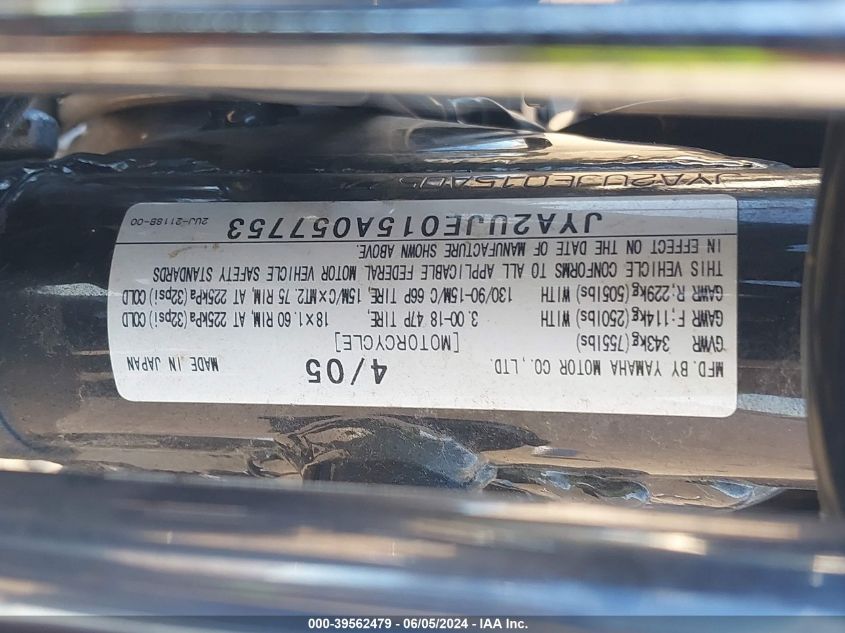 MFD. BY YAMAHA MOTOR CO., LTD. 4/05 MADE IN JAPAN
GVWR 343kg (755lbs) [MOTORCYCLE]
GAWR F:114kg (250lbs) WITH 3.00-18 47P TIRE, 18×1.60 RIM, AT 225kPa (32psi) COLD
GAWR R,229kg (505lbs) WITH 130/90-15M/C 66P TIRE, 15M/C×MT2.75 RIM, AT 225kPa (32psi) COLD
THIS VEHICLE CONFORMS TO ALL APPLICABLE FEDERAL MOTOR VEHICLE SAFETY STANDARDS
IN EFFECT ON THE DATE OF MANUFACTURE SHOWN ABOVE.
JYA2UJE015A057753 2UJ-2118B-00
JYA2UJE015A05
000-39562479 - 06/05/2024 - IAA Inc.